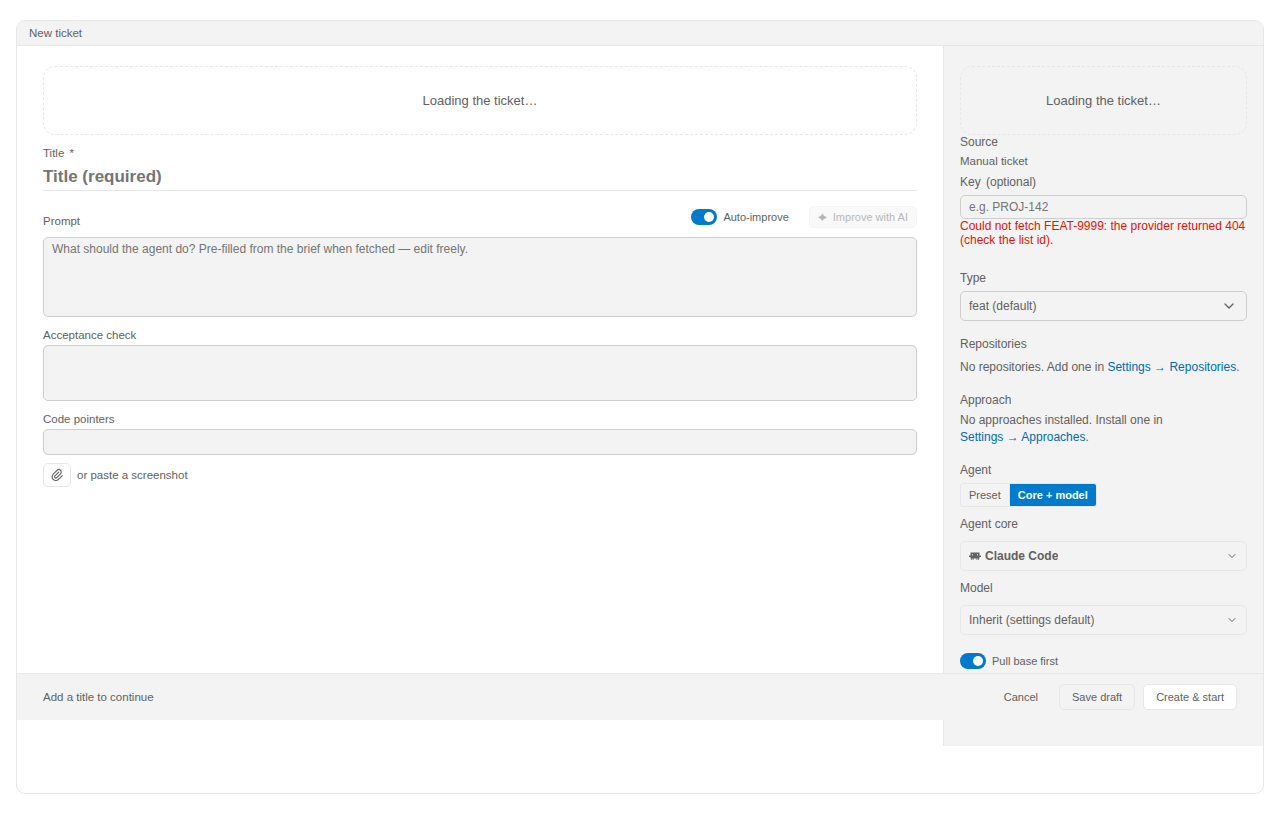 New ticket
Loading the ticket…
Title *
Title (required)
Prompt
Auto-improve
Improve with AI
What should the agent do? Pre-filled from the brief when fetched — edit freely.
Acceptance check
Code pointers
or paste a screenshot
Loading the ticket…
Source
Manual ticket
Key (optional)
e.g. PROJ-142
Could not fetch FEAT-9999: the provider returned 404
(check the list id).
Type
feat (default)
Repositories
No repositories. Add one in Settings → Repositories.
Approach
No approaches installed. Install one in
Settings → Approaches.
Agent
Preset
Core + model
Agent core
Claude Code
Model
Inherit (settings default)
Pull base first
Add a title to continue
Cancel
Save draft
Create & start